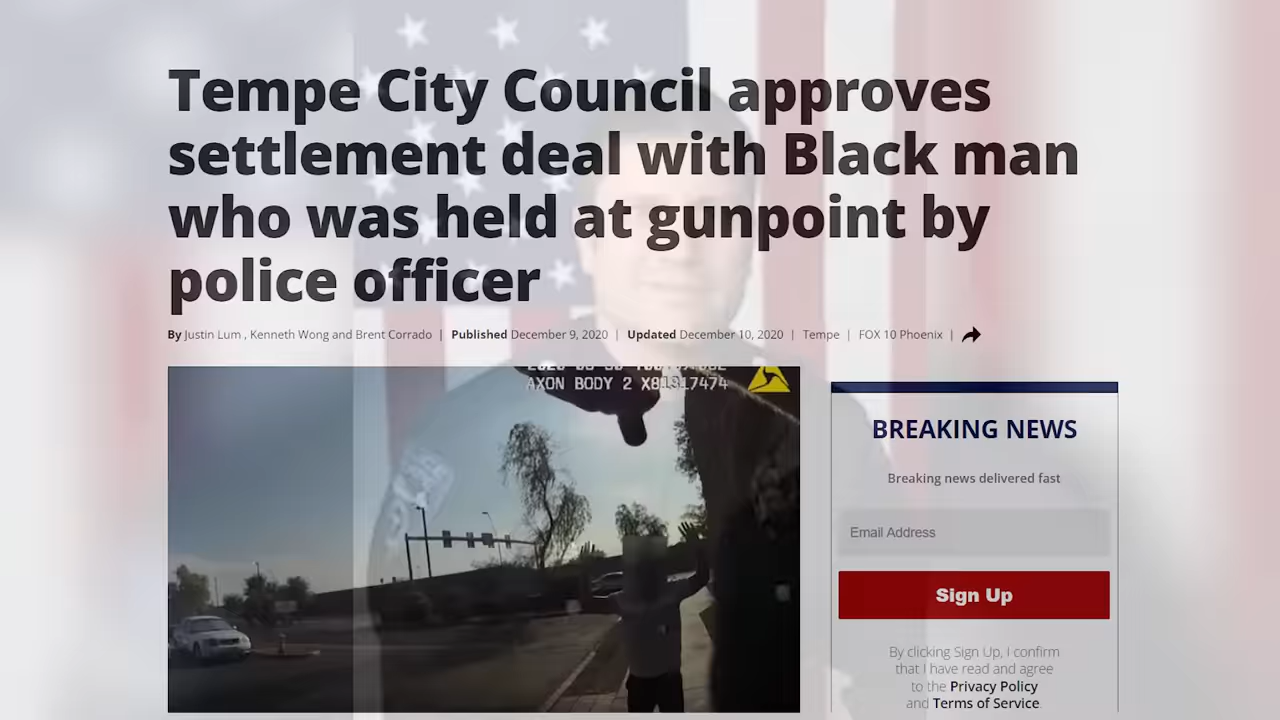 Tempe City Council approves
settlement deal with Black man
who was held at gunpoint by
police officer
By Justin Lum , Kenneth Wong and Brent Corrado | Published December 9, 2020 | Updated December 10, 2020 | Tempe | FOX 10 Phoenix |
AXON BODY 2 X81317474
BREAKING NEWS
Breaking news delivered fast
Email Address
Sign Up
By clicking Sign Up, I confirm
that I have read and agree
to the Privacy Policy
and Terms of Service.